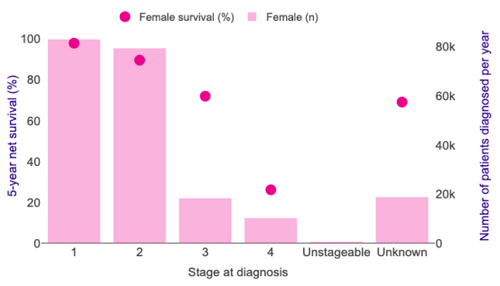 Female survival (%) Female (n)
100
80
60
40
20
0
5-year net survival (%)
80k
60k
40k
20k
0
Number of patients diagnosed per year
1 2 3 4 Unstageable Unknown
Stage at diagnosis